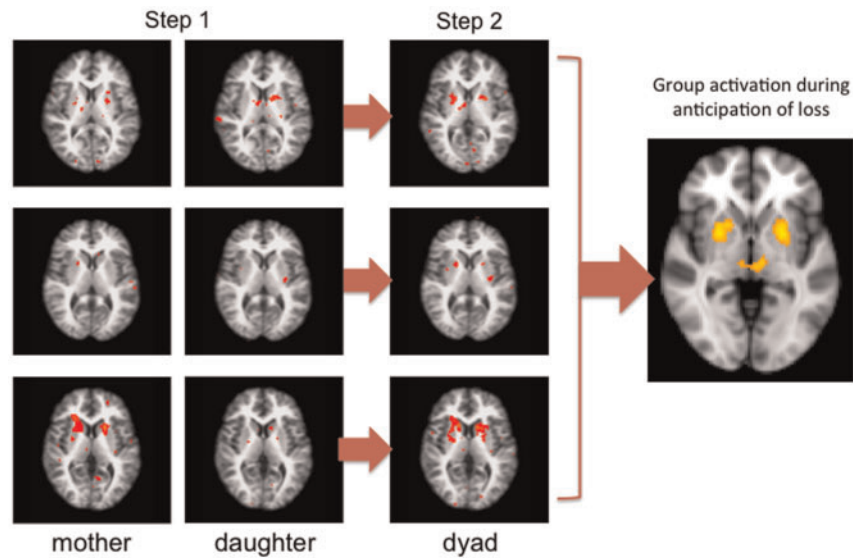 Step 1
Step 2
Group activation during
anticipation of loss
mother
daughter
dyad